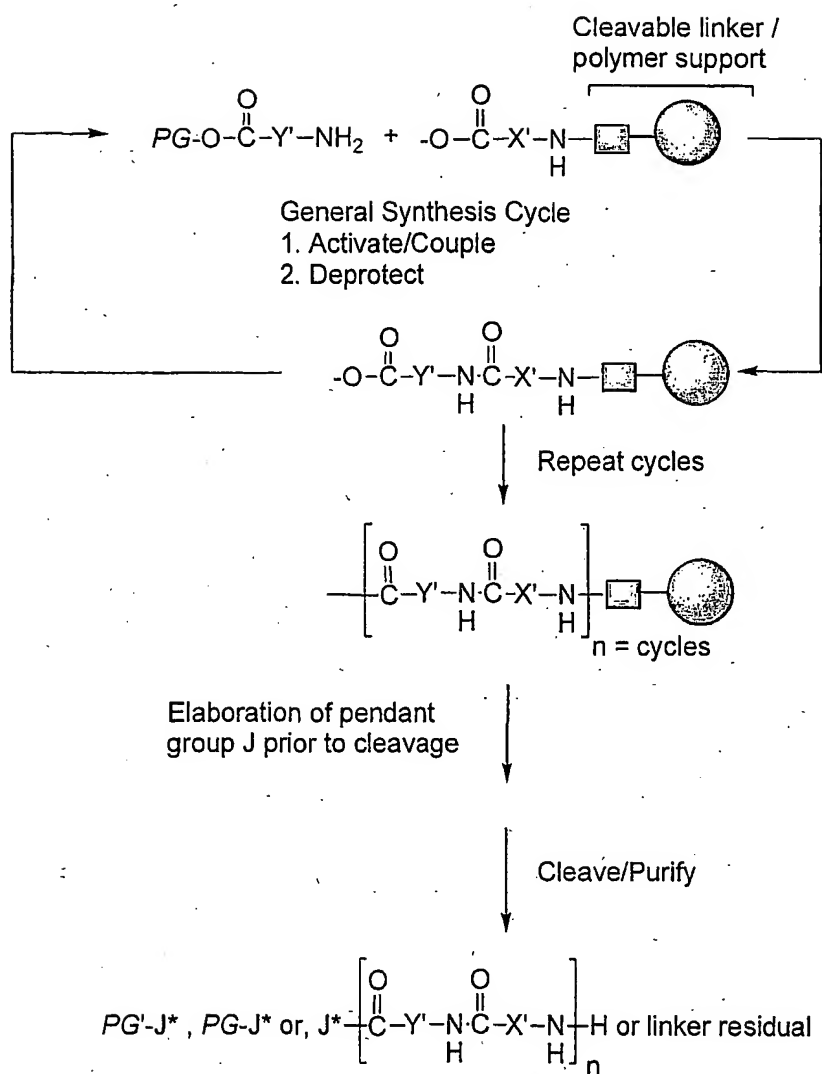 Cleavable linker /
polymer support
O O
PG-O-C-Y'-NH2 + -O-C-X'-N
H
General Synthesis Cycle
1. Activate/Couple
2. Deprotect
O O
-O-C-Y'-N-C-X'-N
H H
Repeat cycles
O O
C-Y'-N-C-X'-N
H H
n = cycles
Elaboration of pendant
group J prior to cleavage
Cleave/Purify
O O
PG'-J* , PG-J* or, J* C-Y'-N-C-X'-N H or linker residual
H H
n